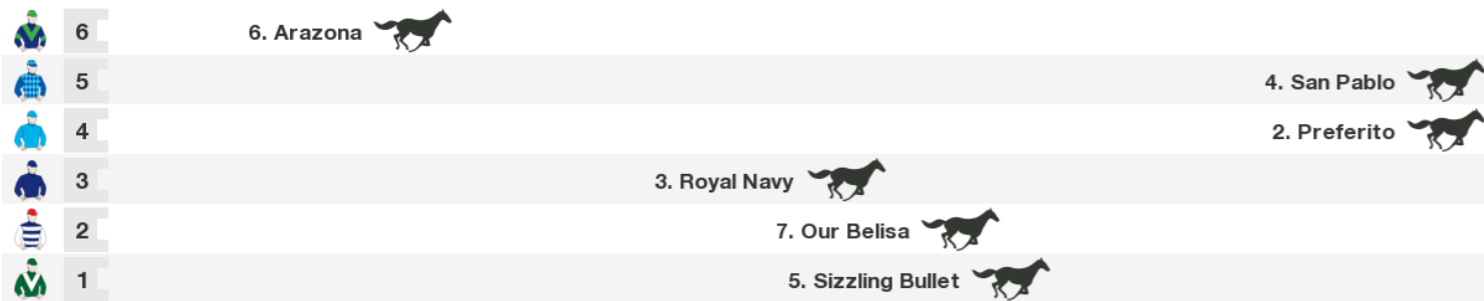 6 6. Arazona
5 4. San Pablo
4 2. Preferito
3 3. Royal Navy
2 7. Our Belisa
1 5. Sizzling Bullet